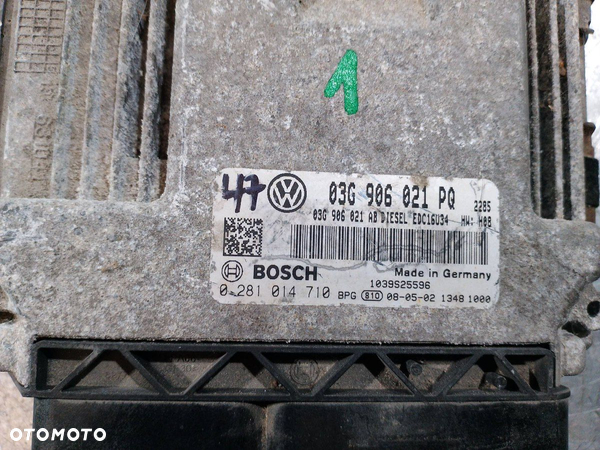 1
47 03G 906 021 PQ 2285
03G 906 021 AB DIESEL EDC16U34 HW: H08
BOSCH Made in Germany
1039S25596
0 281 014 710 BPG 810 08-05-02 1348 1000
OTOMOTO